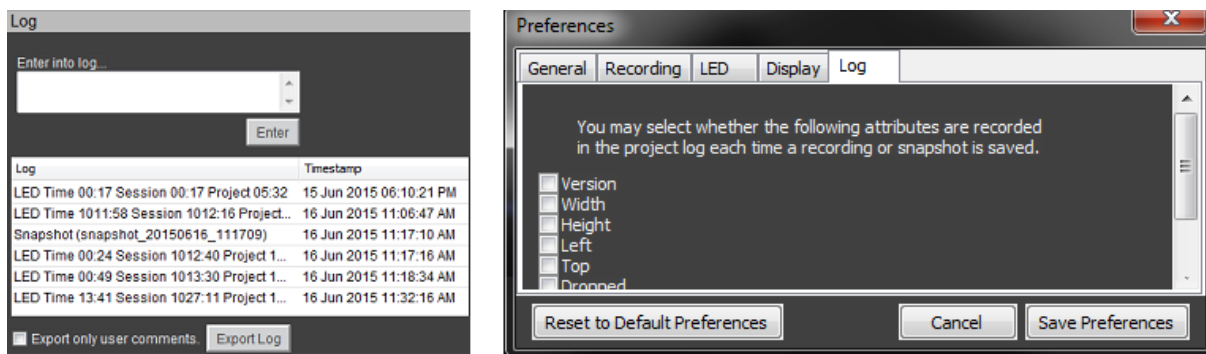 Log
Enter into log...
Enter
Log Timestamp
LED Time 00:17 Session 00:17 Project 05:32 15 Jun 2015 06:10:21 PM
LED Time 1011:58 Session 1012:16 Project... 16 Jun 2015 11:06:47 AM
Snapshot (snapshot_20150616_111709) 16 Jun 2015 11:17:10 AM
LED Time 00:24 Session 1012:40 Project 1... 16 Jun 2015 11:17:16 AM
LED Time 00:49 Session 1013:30 Project 1... 16 Jun 2015 11:18:34 AM
LED Time 13:41 Session 1027:11 Project 1... 16 Jun 2015 11:32:16 AM
Export only user comments. Export Log
Preferences
General Recording LED Display Log
You may select whether the following attributes are recorded
in the project log each time a recording or snapshot is saved.
Version
Width
Height
Left
Top
Dropped
Reset to Default Preferences Cancel Save Preferences